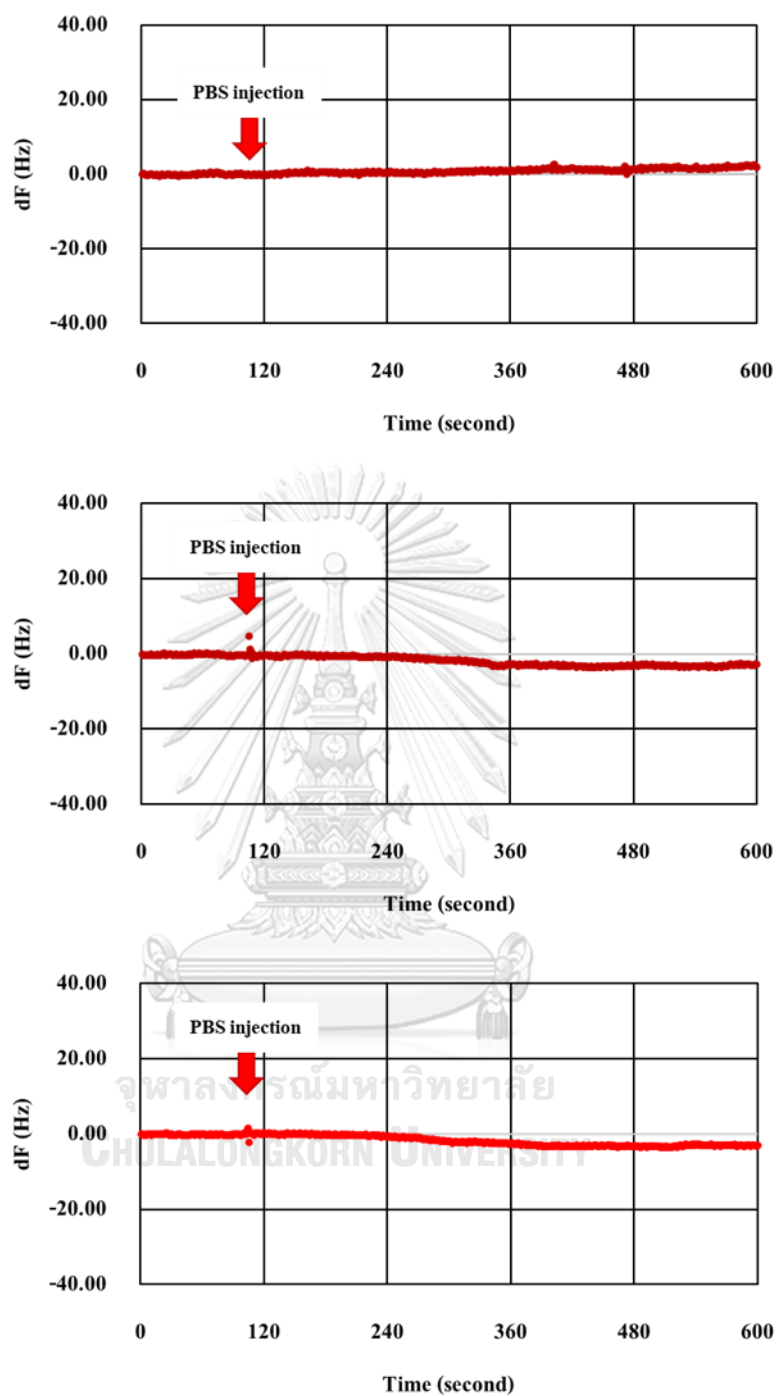 40.00
20.00
0.00
-20.00
-40.00
dF (Hz)
PBS injection
0 120 240 360 480 600
Time (second)
40.00
20.00
0.00
-20.00
-40.00
dF (Hz)
PBS injection
0 120 240 360 480 600
Time (second)
40.00
20.00
0.00
-20.00
-40.00
dF (Hz)
PBS injection
จุฬาลงกรณ์มหาวิทยาลัย
CHULALONGKORN UNIVERSITY
0 120 240 360 480 600
Time (second)